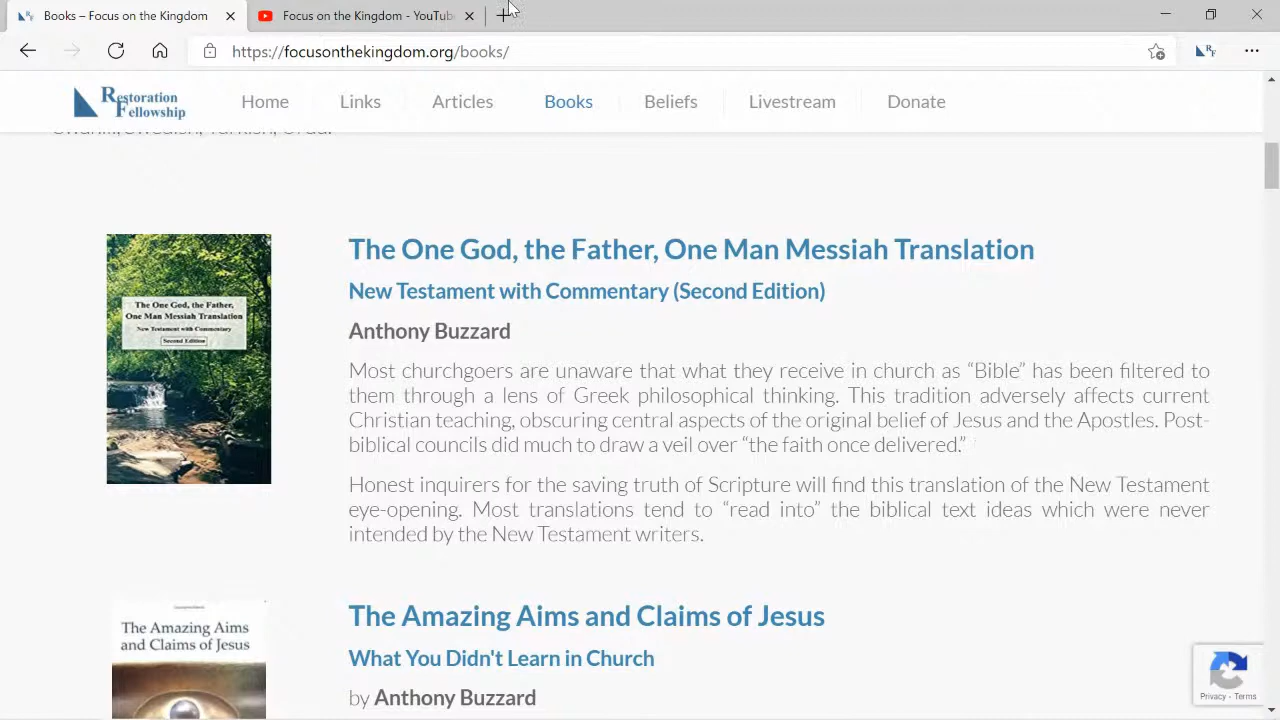 Books – Focus on the Kingdom
Focus on the Kingdom - YouTube
https://focusonthekingdom.org/books/
Restoration
Fellowship
Home
Links
Articles
Books
Beliefs
Livestream
Donate
The One God, the Father,
One Man Messiah Translation
New Testament with Commentary
Second Edition
The One God, the Father, One Man Messiah Translation
New Testament with Commentary (Second Edition)
Anthony Buzzard
Most churchgoers are unaware that what they receive in church as “Bible” has been filtered to
them through a lens of Greek philosophical thinking. This tradition adversely affects current
Christian teaching, obscuring central aspects of the original belief of Jesus and the Apostles. Post-
biblical councils did much to draw a veil over “the faith once delivered.”
Honest inquirers for the saving truth of Scripture will find this translation of the New Testament
eye-opening. Most translations tend to “read into” the biblical text ideas which were never
intended by the New Testament writers.
The Amazing Aims
and Claims of Jesus
The Amazing Aims and Claims of Jesus
What You Didn't Learn in Church
by Anthony Buzzard
Privacy - Terms